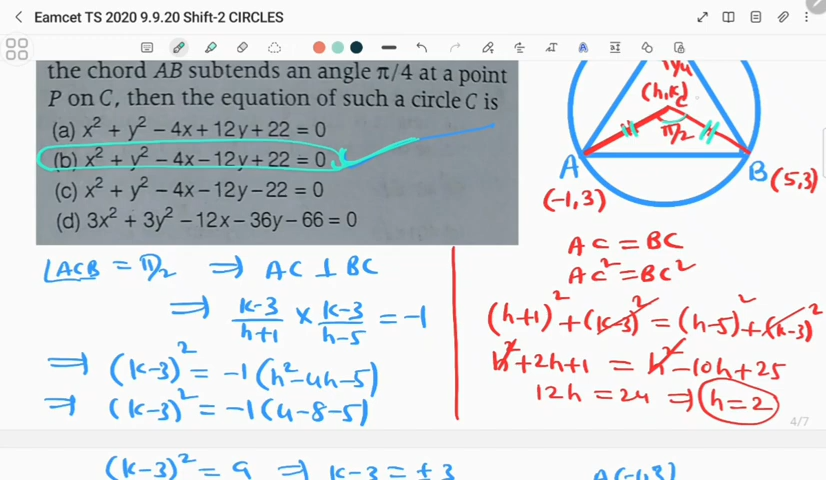 Eamcet TS 2020 9.9.20 Shift-2 CIRCLES
the chord AB subtends an angle π/4 at a point
P on C, then the equation of such a circle C is
(a) x² + y² − 4x + 12y + 22 = 0
(b) x² + y² − 4x − 12y + 22 = 0
(c) x² + y² − 4x − 12y − 22 = 0
(d) 3x² + 3y² − 12x − 36y − 66 = 0
π/4
(h,k)
C
π/2
A
B
(-1,3)
(5,3)
∠ACB = π/2 ⇒ AC ⊥ BC
⇒ k-3/h+1 × k-3/h-5 = -1
⇒ (k-3)² = -1(h²-4h-5)
⇒ (k-3)² = -1(4-8-5)
(k-3)² = 9 ⇒ k-3 = ±3
AC = BC
AC² = BC²
(h+1)² + (k-3)² = (h-5)² + (k-3)²
h² + 2h + 1 = h² - 10h + 25
12h = 24 ⇒ h = 2
4/7
A(-1,3)